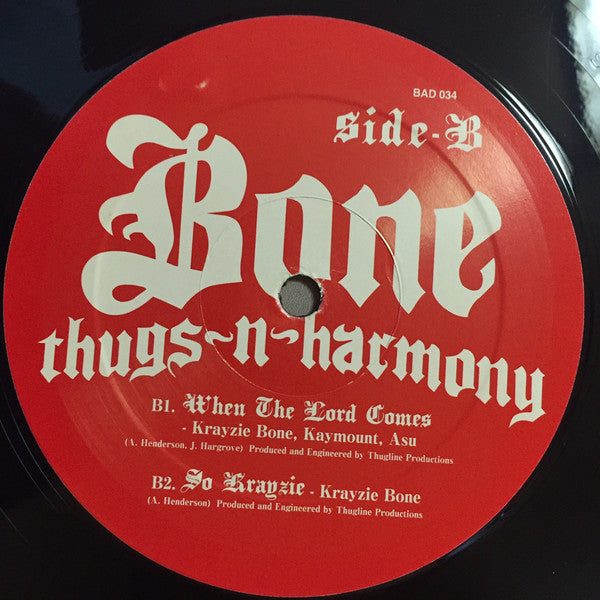 BAD 034
Side-B
Bone
thugs~n~harmony
B1. When The Lord Comes
- Krayzie Bone, Kaymount, Asu
(A. Henderson, J. Hargrove) Produced and Engineered by Thugline Productions
B2. So Krayzie - Krayzie Bone
(A. Henderson) Produced and Engineered by Thugline Productions